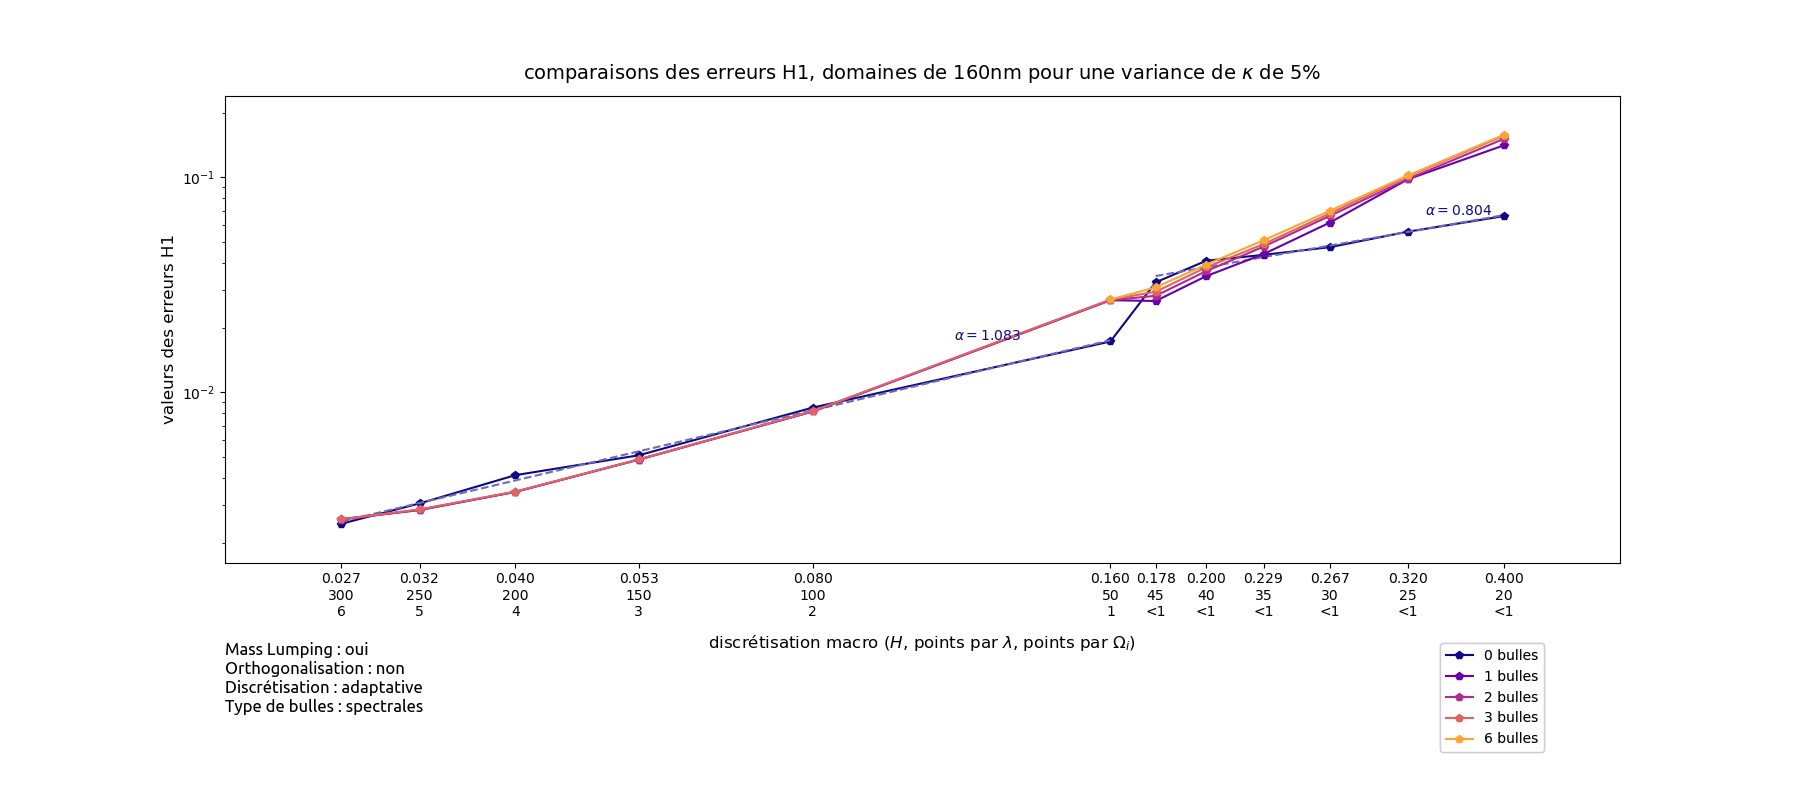 comparaisons des erreurs H1, domaines de 160nm pour une variance de κ de 5%
valeurs des erreurs H1
10⁻¹
10⁻²
α = 0.804
α = 1.083
0.027 0.032 0.040 0.053 0.080 0.160 0.178 0.200 0.229 0.267 0.320 0.400
300 250 200 150 100 50 45 40 35 30 25 20
6 5 4 3 2 1 <1 <1 <1 <1 <1 <1
discrétisation macro (H, points par λ, points par Ωᵢ)
Mass Lumping : oui
Orthogonalisation : non
Discrétisation : adaptative
Type de bulles : spectrales
0 bulles
1 bulles
2 bulles
3 bulles
6 bulles